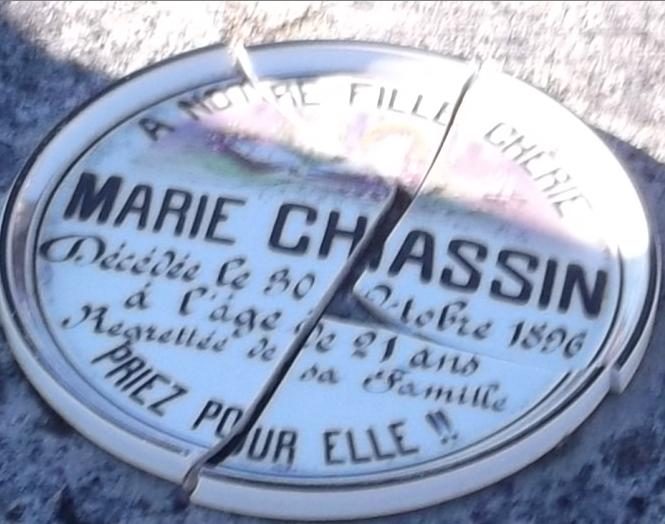 A NOTRE FILLE CHÉRIE
MARIE CHIASSIN
Décédée le 30 Octobre 1896
à l'âge de 21 ans
Regrettée de sa Famille
PRIEZ POUR ELLE !!